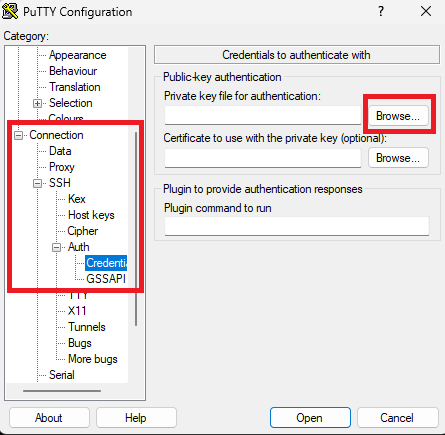 PuTTY Configuration
?
Category:
Appearance
Behaviour
Translation
Selection
Colours
Connection
Data
Proxy
SSH
Kex
Host keys
Cipher
Auth
Credentia
GSSAPI
TTY
X11
Tunnels
Bugs
More bugs
Serial
Credentials to authenticate with
Public-key authentication
Private key file for authentication:
Browse...
Certificate to use with the private key (optional):
Browse...
Plugin to provide authentication responses
Plugin command to run
About
Help
Open
Cancel